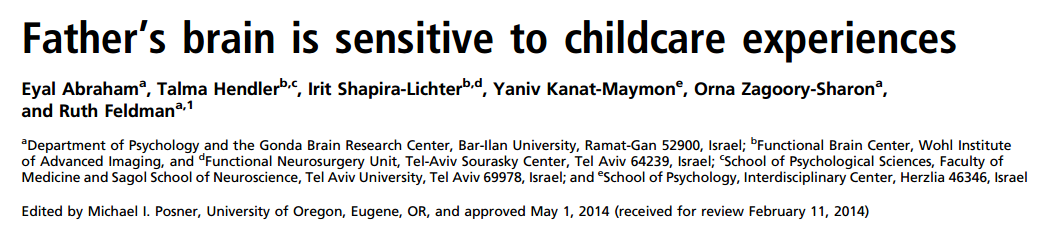 Father's brain is sensitive to childcare experiences
Eyal Abrahamᵃ, Talma Hendlerᵇ,ᶜ, Irit Shapira-Lichterᵇ,ᵈ, Yaniv Kanat-Maymonᵉ, Orna Zagoory-Sharonᵃ,
and Ruth Feldmanᵃ,¹
ᵃDepartment of Psychology and the Gonda Brain Research Center, Bar-Ilan University, Ramat-Gan 52900, Israel; ᵇFunctional Brain Center, Wohl Institute
of Advanced Imaging, and ᵈFunctional Neurosurgery Unit, Tel-Aviv Sourasky Center, Tel Aviv 64239, Israel; ᶜSchool of Psychological Sciences, Faculty of
Medicine and Sagol School of Neuroscience, Tel Aviv University, Tel Aviv 69978, Israel; and ᵉSchool of Psychology, Interdisciplinary Center, Herzlia 46346, Israel
Edited by Michael I. Posner, University of Oregon, Eugene, OR, and approved May 1, 2014 (received for review February 11, 2014)